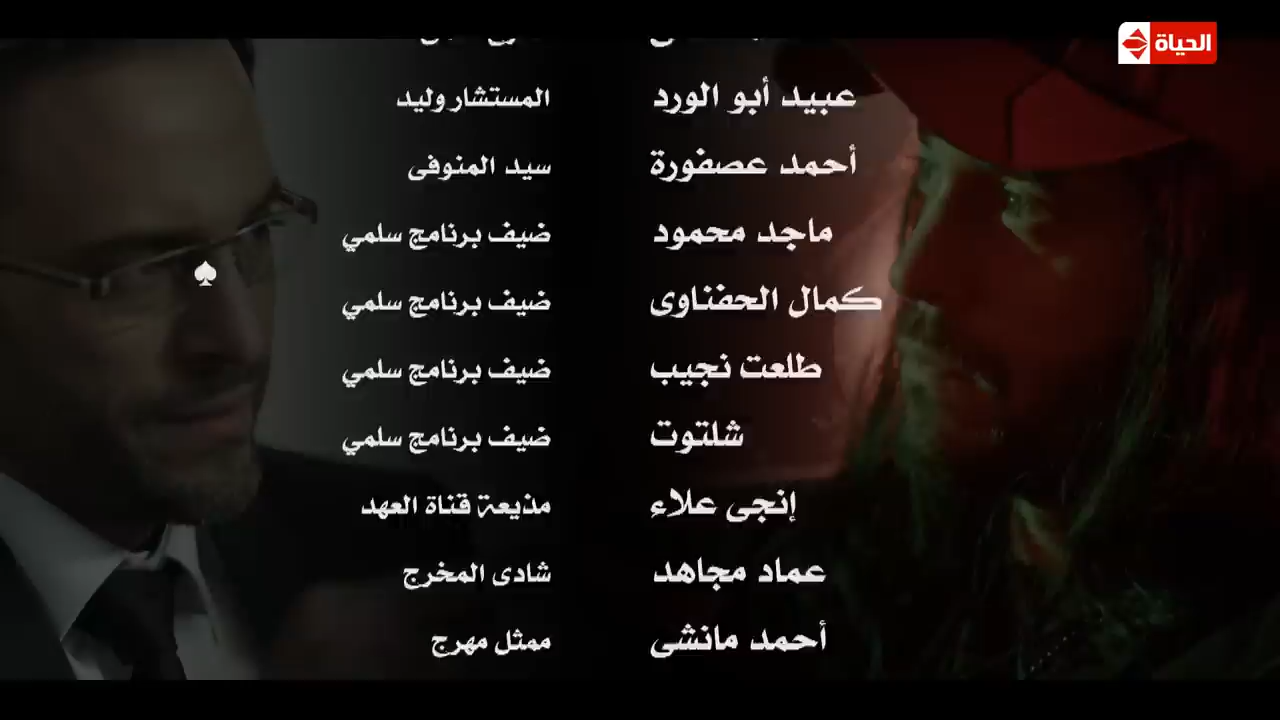 الحياة
عبيد أبو الورد المستشار وليد
أحمد عصفورة سيد المنوفى
ماجد محمود ضيف برنامج سلمي
كمال الحفناوى ضيف برنامج سلمي
طلعت نجيب ضيف برنامج سلمي
شلتوت ضيف برنامج سلمي
إنجى علاء مذيعة قناة العهد
عماد مجاهد شادى المخرج
أحمد مانشى ممثل مهرج